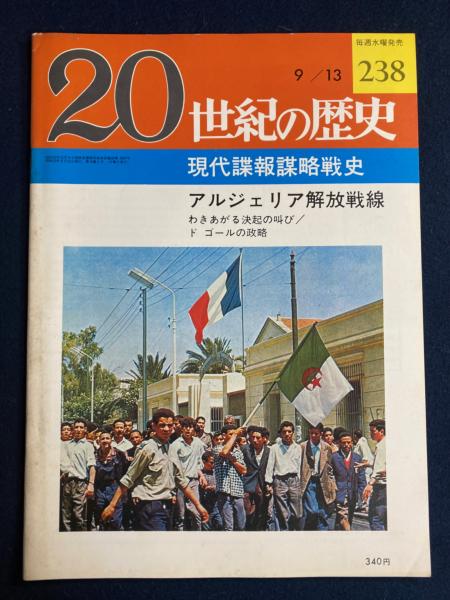 毎週水曜発売
9/13
238
20世紀の歴史
現代諜報謀略戦史
アルジェリア解放戦線
わきあがる決起の叫び/
ド ゴールの政略
340円